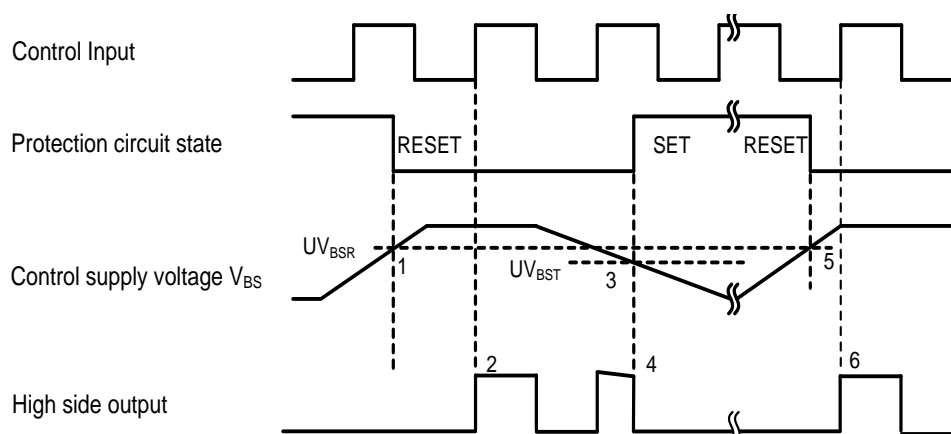 Control Input
Protection circuit state
RESET
SET
RESET
UVBSR
1
UVBST
3
5
Control supply voltage VBS
2
4
6
High side output